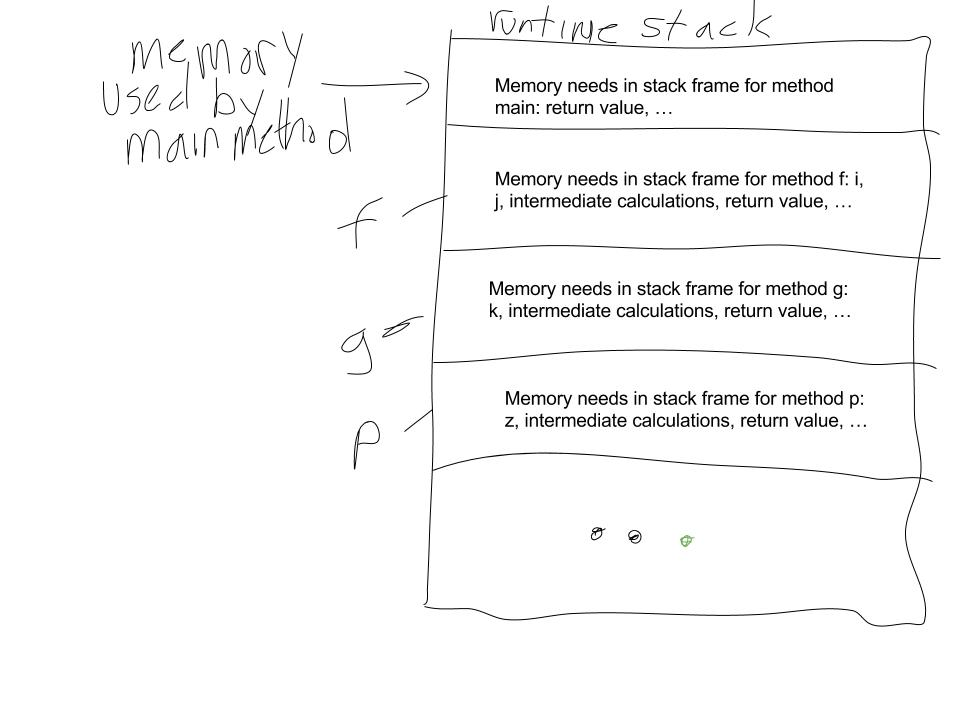 runtime stack
memory
used by
main method
Memory needs in stack frame for method
main: return value, …
f
Memory needs in stack frame for method f: i,
j, intermediate calculations, return value, …
g
Memory needs in stack frame for method g:
k, intermediate calculations, return value, …
p
Memory needs in stack frame for method p:
z, intermediate calculations, return value, …